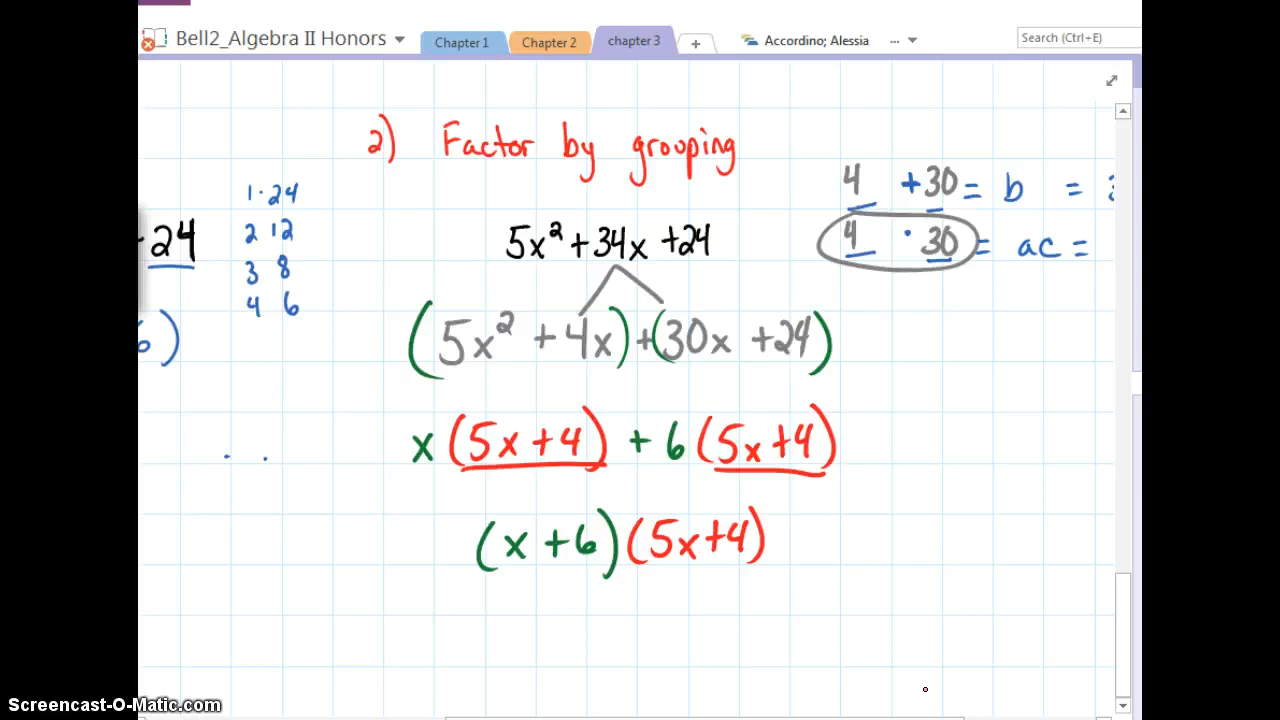 Bell2_Algebra II Honors
Chapter 1
Chapter 2
chapter 3
+
Accordino; Alessia
...
Search (Ctrl+E)
2) Factor by grouping
4 + 30 = b =
4 · 30 = ac =
1 · 24
2 12
3 8
4 6
24
6)
5x² + 34x + 24
(5x² + 4x) + (30x + 24)
x (5x + 4) + 6 (5x + 4)
(x + 6)(5x + 4)
Screencast-O-Matic.com